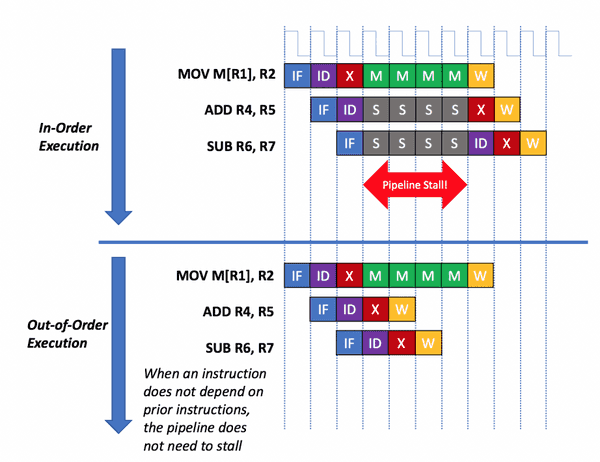 MOV M[R1], R2 IF ID X M M M M W
ADD R4, R5 IF ID S S S S X W
In-Order
Execution
SUB R6, R7 IF S S S S ID X W
Pipeline Stall!
MOV M[R1], R2 IF ID X M M M M W
ADD R4, R5 IF ID X W
Out-of-Order
Execution
SUB R6, R7 IF ID X W
When an instruction
does not depend on
prior instructions,
the pipeline does
not need to stall